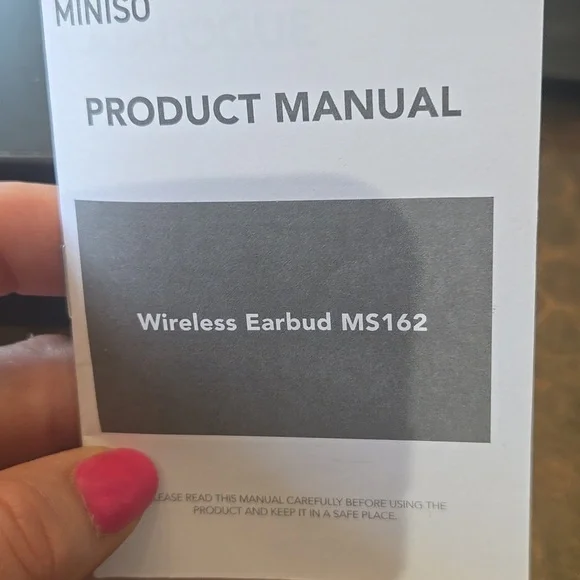 MINISO
PRODUCT MANUAL
Wireless Earbud MS162
LEASE READ THIS MANUAL CAREFULLY BEFORE USING THE
PRODUCT AND KEEP IT IN A SAFE PLACE.